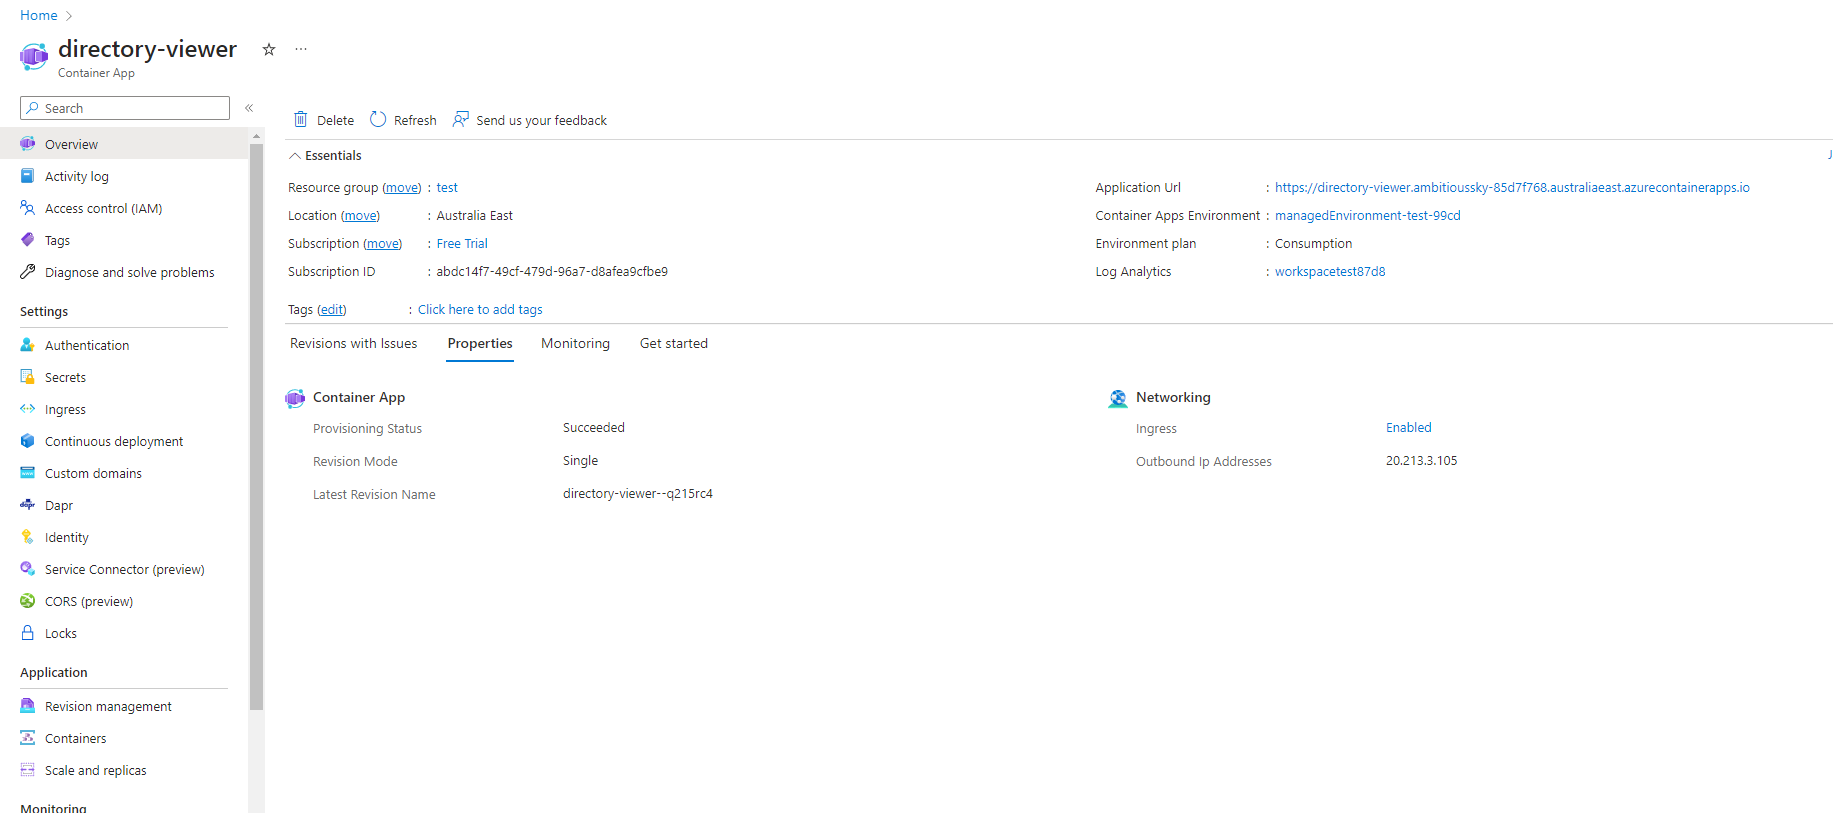 Home
directory-viewer
Container App
Search
Overview
Activity log
Access control (IAM)
Tags
Diagnose and solve problems
Settings
Authentication
Secrets
Ingress
Continuous deployment
Custom domains
Dapr
Identity
Service Connector (preview)
CORS (preview)
Locks
Application
Revision management
Containers
Scale and replicas
Monitoring
Delete Refresh Send us your feedback
Essentials
J
Resource group (move) : test
Location (move) : Australia East
Subscription (move) : Free Trial
Subscription ID : abdc14f7-49cf-479d-96a7-d8afea9cfbe9
Application Url : https://directory-viewer.ambitioussky-85d7f768.australiaeast.azurecontainerapps.io
Container Apps Environment : managedEnvironment-test-99cd
Environment plan : Consumption
Log Analytics : workspacetest87d8
Tags (edit) : Click here to add tags
Revisions with Issues Properties Monitoring Get started
Container App
Provisioning Status Succeeded
Revision Mode Single
Latest Revision Name directory-viewer--q215rc4
Networking
Ingress Enabled
Outbound Ip Addresses 20.213.3.105